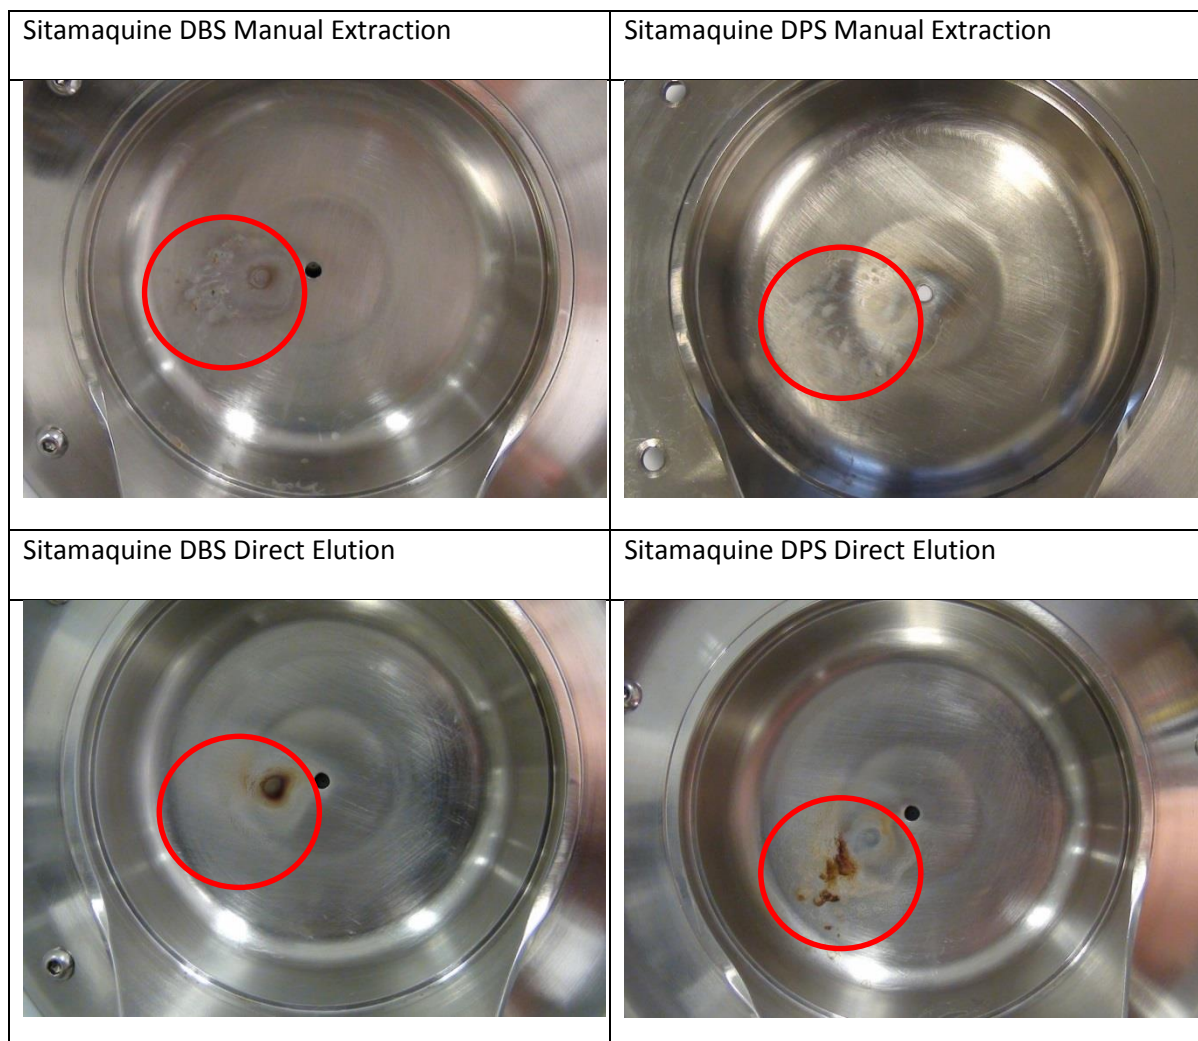 Sitamaquine DBS Manual Extraction
Sitamaquine DPS Manual Extraction
Sitamaquine DBS Direct Elution
Sitamaquine DPS Direct Elution